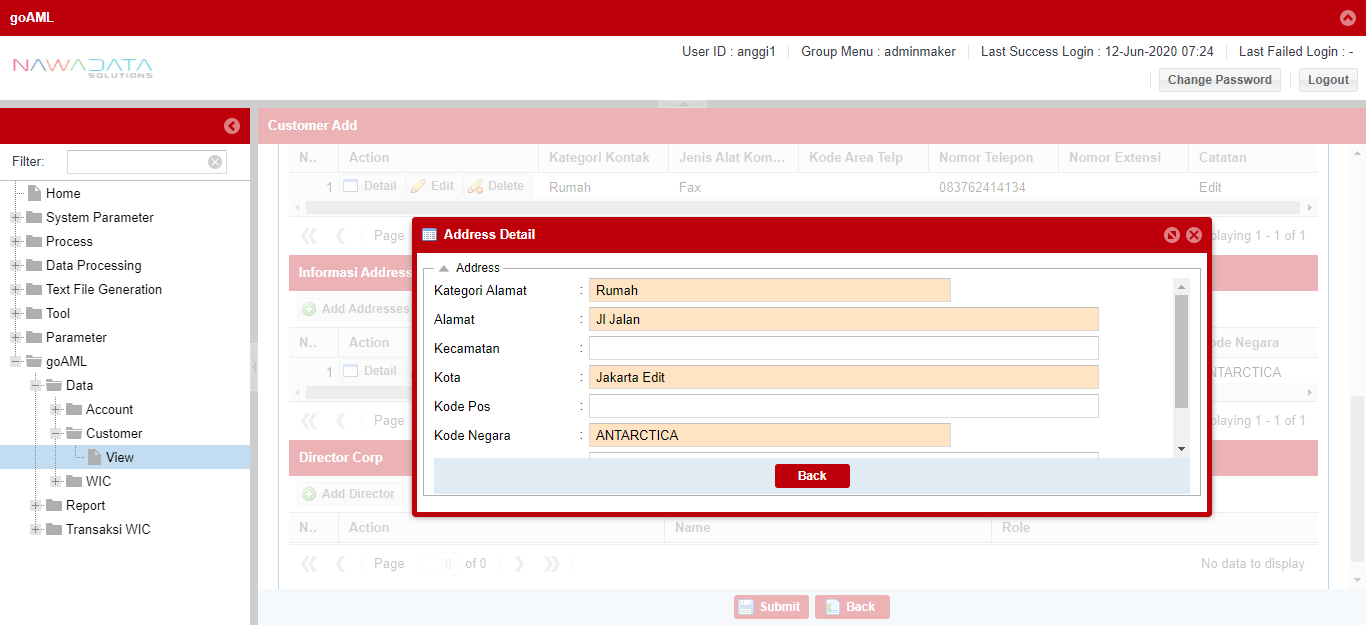 goAML
NAWADATA
SOLUTIONS
User ID : anggi1
Group Menu : adminmaker
Last Success Login : 12-Jun-2020 07:24
Last Failed Login : -
Change Password
Logout
Filter:
Home
System Parameter
Process
Data Processing
Text File Generation
Tool
Parameter
goAML
Data
Account
Customer
View
WIC
Report
Transaksi WIC
Customer Add
N.. Action Kategori Kontak Jenis Alat Kom... Kode Area Telp Nomor Telepon Nomor Extensi Catatan
1 Detail Edit Delete Rumah Fax 083762414134 Edit
Page
playing 1 - 1 of 1
Informasi Address
Add Addresses
N.. Action
Negara
1 Detail
NTARCTICA
Page
playing 1 - 1 of 1
Director Corp
Add Director
N.. Action Name Role
Page 0 of 0
No data to display
Submit
Back
Address Detail
Address
Kategori Alamat : Rumah
Alamat : Jl Jalan
Kecamatan :
Kota : Jakarta Edit
Kode Pos :
Kode Negara : ANTARCTICA
Back